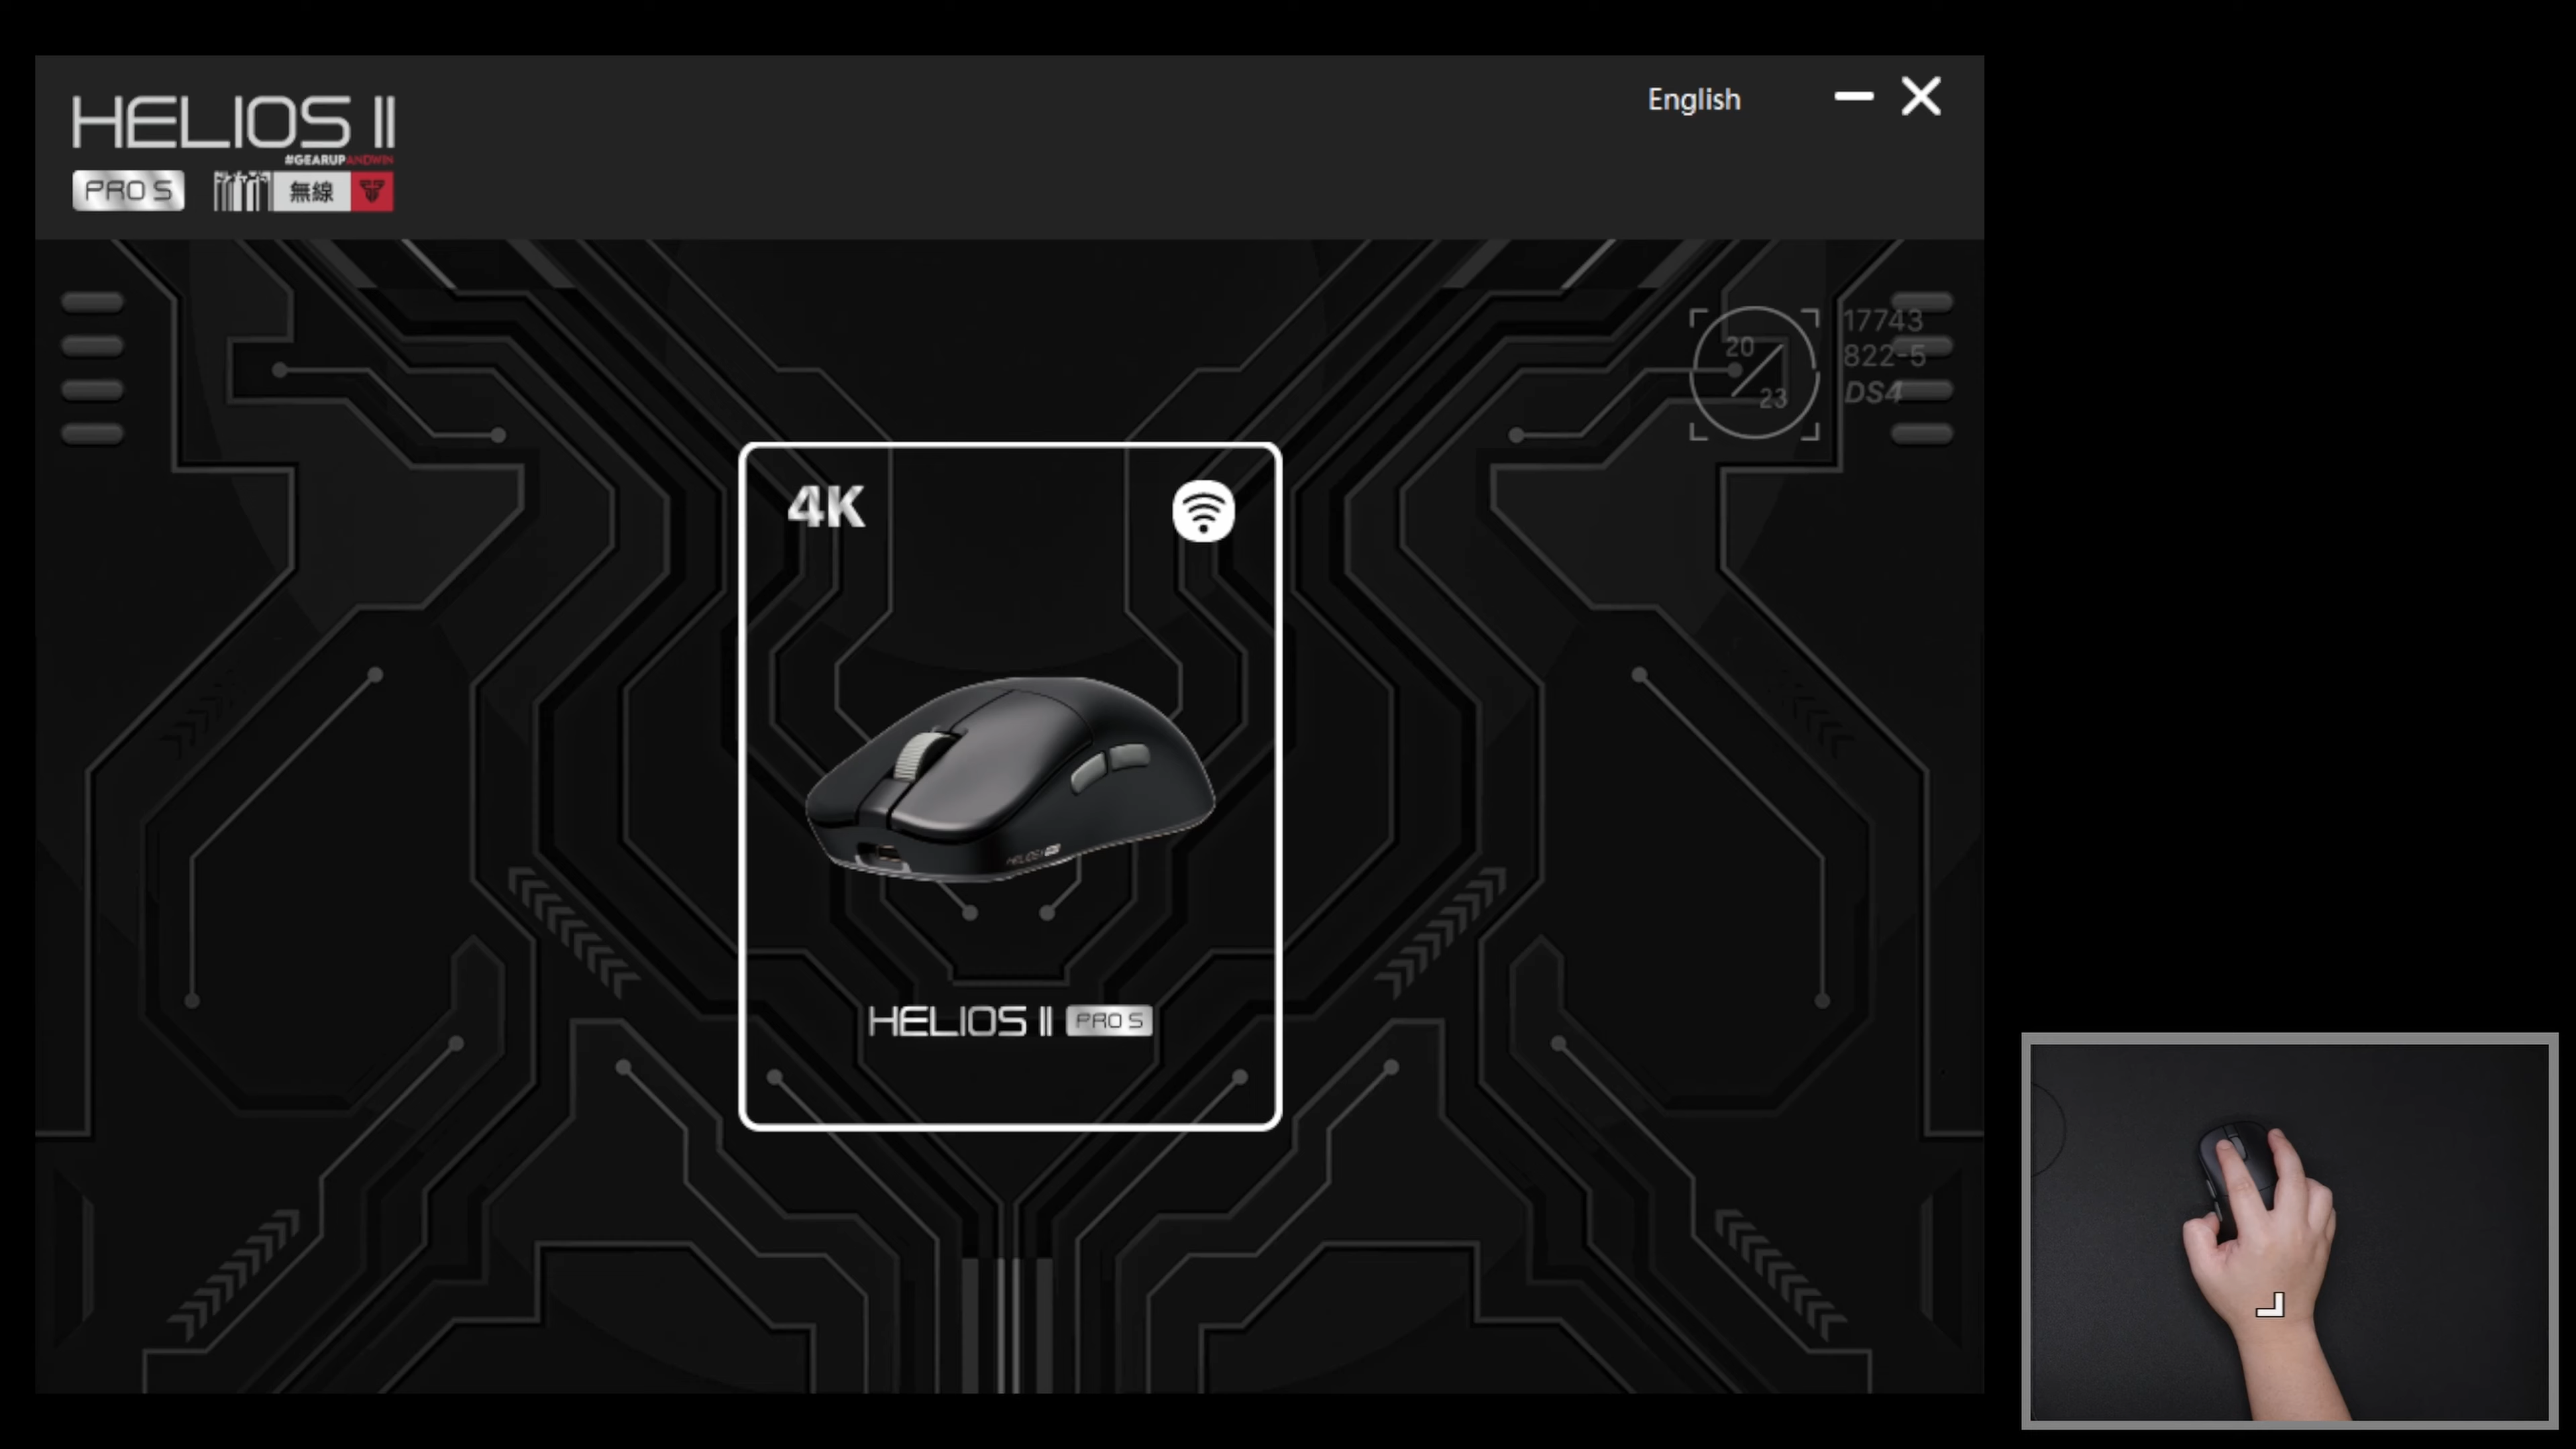 HELIOS II
#GEARUPANDWIN
PRO S
無線
English
20
23
17743
822-5
DS4
4K
HELIOS II PRO S